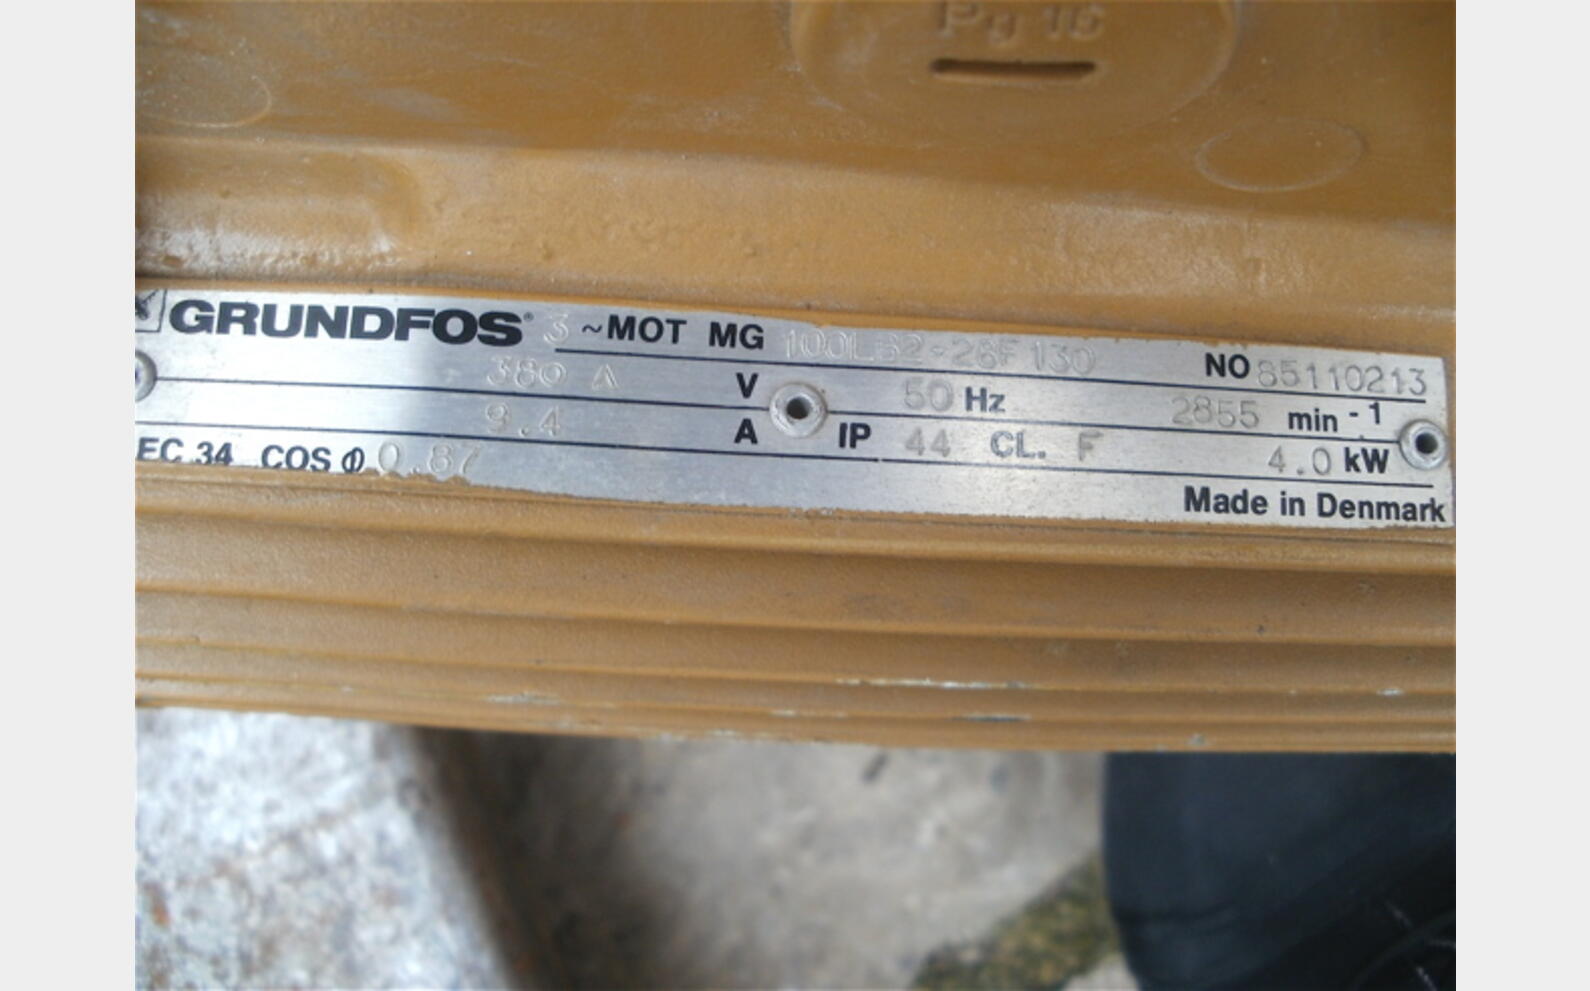 Pg 16
GRUNDFOS® 3 ~MOT MG 100LB2-28F130 NO 85110213
380 A V 50 Hz 2855 min -1
9.4 A IP 44 CL. F 4.0 kW
EC 34 COS Φ 0.87
Made in Denmark